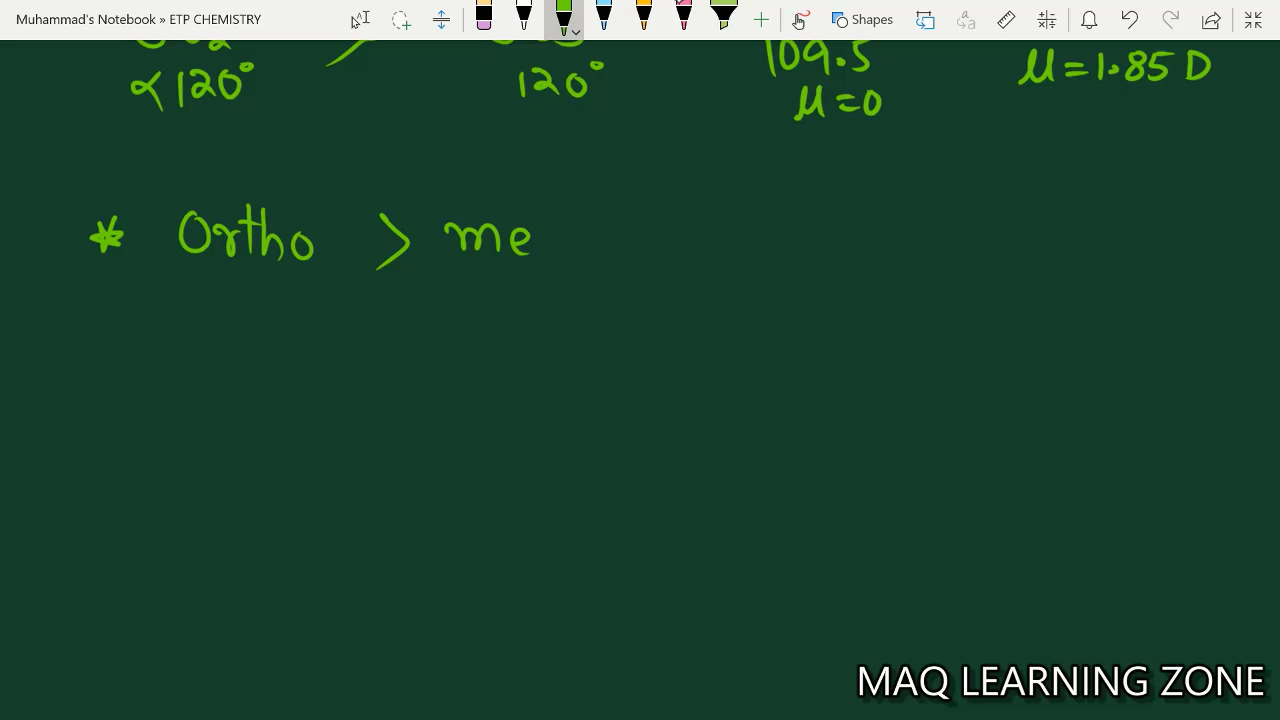 Muhammad's Notebook » ETP CHEMISTRY
Shapes
∝120° 120° 109.5 μ=1.85 D
μ=0
* Ortho > me
MAQ LEARNING ZONE